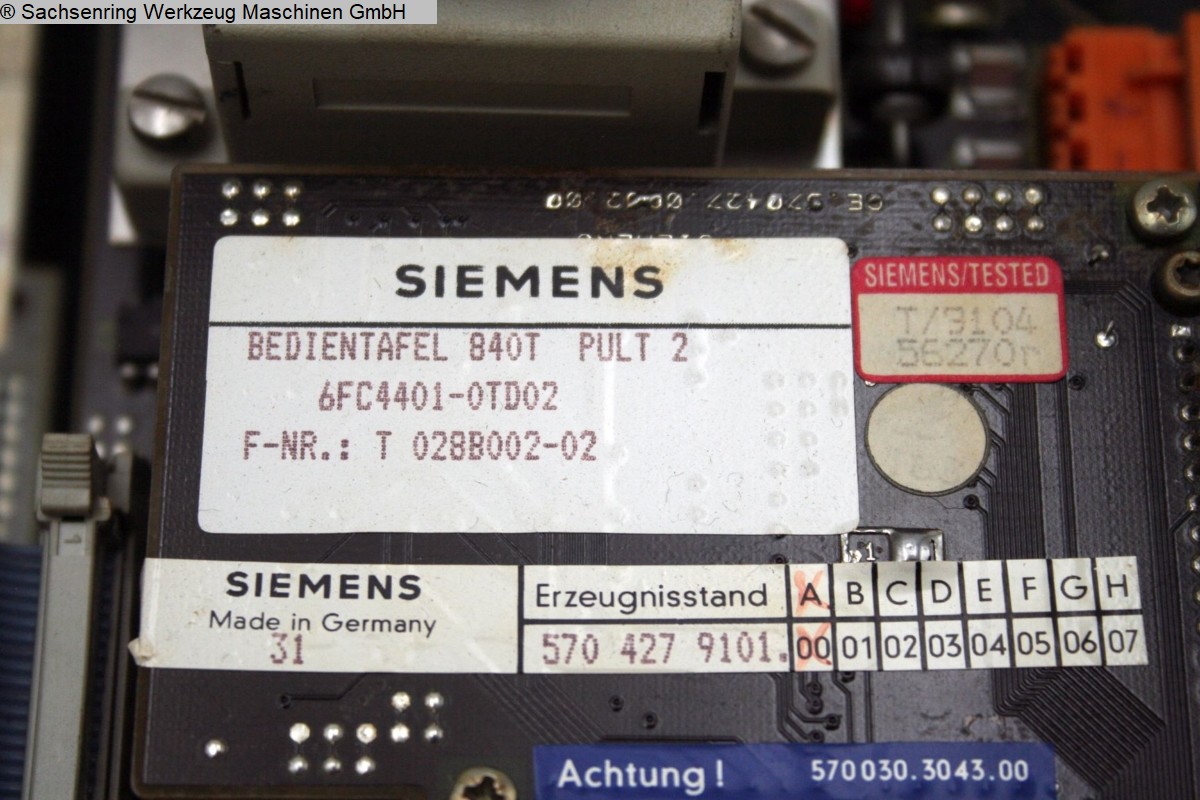 ® Sachsenring Werkzeug Maschinen GmbH
SIEMENS
BEDIENTAFEL 840T PULT 2
6FC4401-0TD02
F-NR.: T 028B002-02
SIEMENS/TESTED
T/3104
56270r
SIEMENS
Made in Germany
31
Erzeugnisstand A B C D E F G H
570 427 9101. 00 01 02 03 04 05 06 07
Achtung! 570030.3043.00